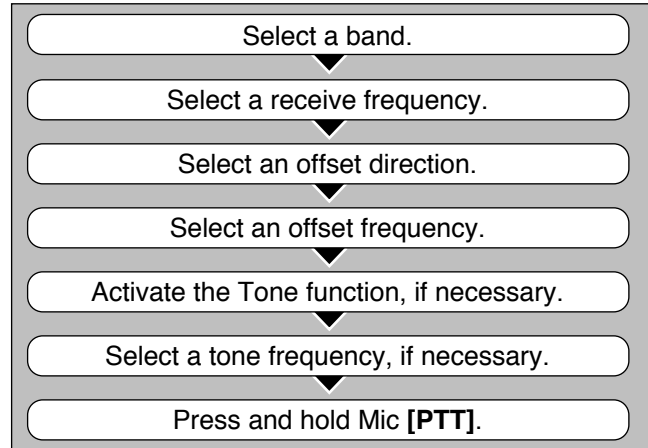 Select a band.
Select a receive frequency.
Select an offset direction.
Select an offset frequency.
Activate the Tone function, if necessary.
Select a tone frequency, if necessary.
Press and hold Mic [PTT].